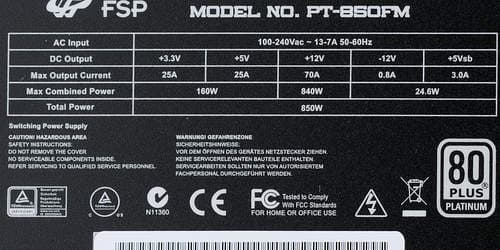 FSP MODEL NO. PT-850FM
AC Input 100-240Vac ~ 13-7A 50-60Hz
DC Output +3.3V +5V +12V -12V +5Vsb
Max Output Current 25A 25A 70A 0.8A 3.0A
Max Combined Power 160W 840W 24.6W
Total Power 850W
Switching Power Supply
CAUTION! HAZARDOUS AREA
SAFETY INSTRUCTIONS:
DO NOT REMOVE THE COVER
NO SERVICEABLE COMPONENTS INSIDE.
REFER SERVICING TO QUALIFIED SERVICE PERSONNEL.
WARNUNG! GEFAHRENZONE
SICHERHEITSHINWEISE:
VOR DEM ÖFFNEN DES GERÄTES NETZSTECKER ZIEHEN.
KEINE SERVICERELEVANTEN BAUTEILE ENTHALTEN.
SERVICEARBEITEN SOLLTEN NUR VON AUTORISIERTEM
FACHPERSONAL DURCHGEFÜHRT WERDEN.
80
PLUS
PLATINUM
C US
N11360
CE
FC
Tested to Comply
With FCC Standards
FOR HOME OR OFFICE USE